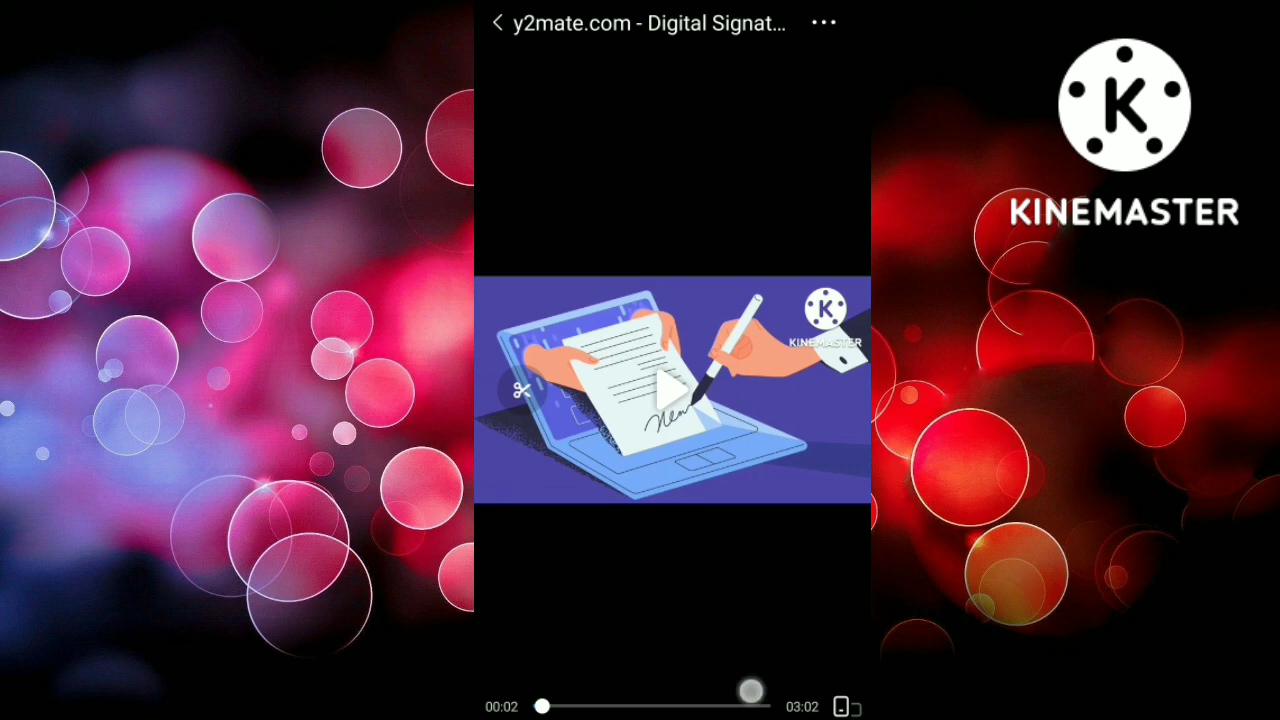 y2mate.com - Digital Signat...
K
KINEMASTER
K
KINEMASTER
00:02
03:02